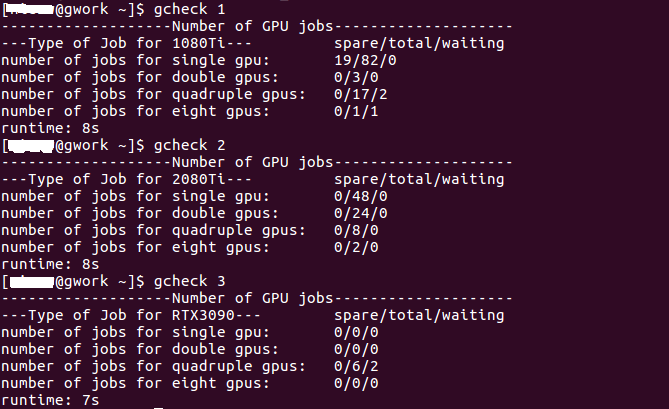 [@gwork ~]$ gcheck 1
-------------------Number of GPU jobs--------------------
---Type of Job for 1080Ti--- spare/total/waiting
number of jobs for single gpu: 19/82/0
number of jobs for double gpus: 0/3/0
number of jobs for quadruple gpus: 0/17/2
number of jobs for eight gpus: 0/1/1
runtime: 8s
[@gwork ~]$ gcheck 2
-------------------Number of GPU jobs--------------------
---Type of Job for 2080Ti--- spare/total/waiting
number of jobs for single gpu: 0/48/0
number of jobs for double gpus: 0/24/0
number of jobs for quadruple gpus: 0/8/0
number of jobs for eight gpus: 0/2/0
runtime: 8s
[@gwork ~]$ gcheck 3
-------------------Number of GPU jobs--------------------
---Type of Job for RTX3090--- spare/total/waiting
number of jobs for single gpu: 0/0/0
number of jobs for double gpus: 0/0/0
number of jobs for quadruple gpus: 0/6/2
number of jobs for eight gpus: 0/0/0
runtime: 7s